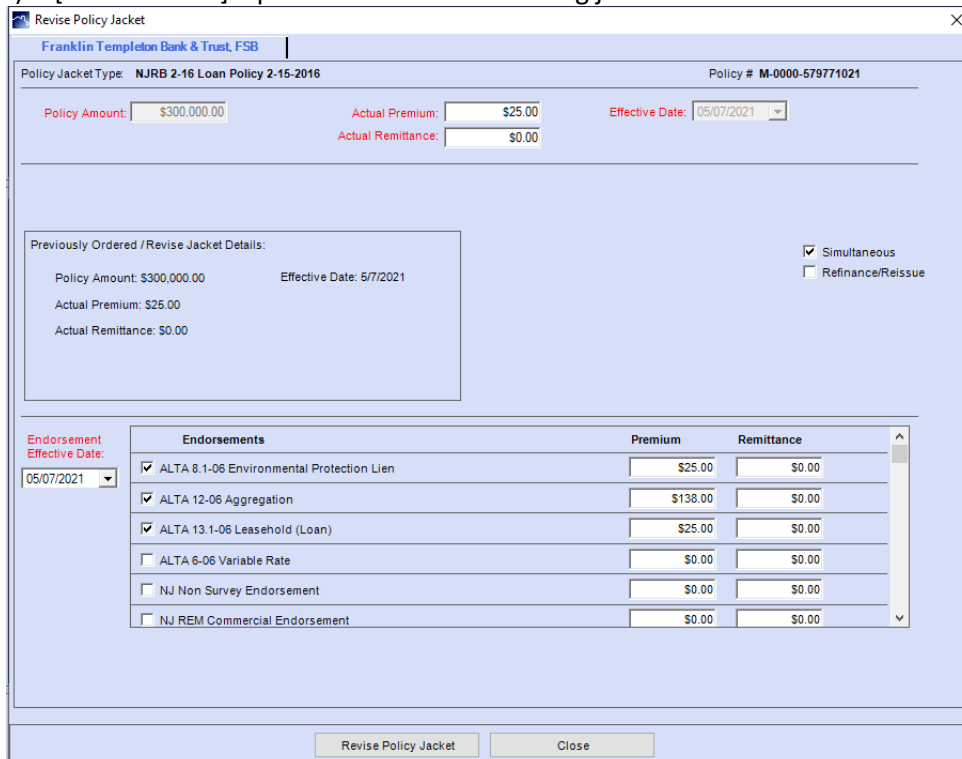 Revise Policy Jacket
Franklin Templeton Bank & Trust, FSB
Policy Jacket Type: NJRB 2-16 Loan Policy 2-15-2016 Policy # M-0000-579771021
Policy Amount: $300,000.00 Actual Premium: $25.00 Effective Date: 05/07/2021
Actual Remittance: $0.00
Previously Ordered / Revise Jacket Details:
Simultaneous
Policy Amount: $300,000.00 Effective Date: 5/7/2021
Refinance/Reissue
Actual Premium: $25.00
Actual Remittance: $0.00
Endorsement Effective Date:
05/07/2021
Endorsements Premium Remittance
ALTA 8.1-06 Environmental Protection Lien $25.00 $0.00
ALTA 12-06 Aggregation $138.00 $0.00
ALTA 13.1-06 Leasehold (Loan) $25.00 $0.00
ALTA 6-06 Variable Rate $0.00 $0.00
NJ Non Survey Endorsement $0.00 $0.00
NJ REM Commercial Endorsement $0.00 $0.00
Revise Policy Jacket Close